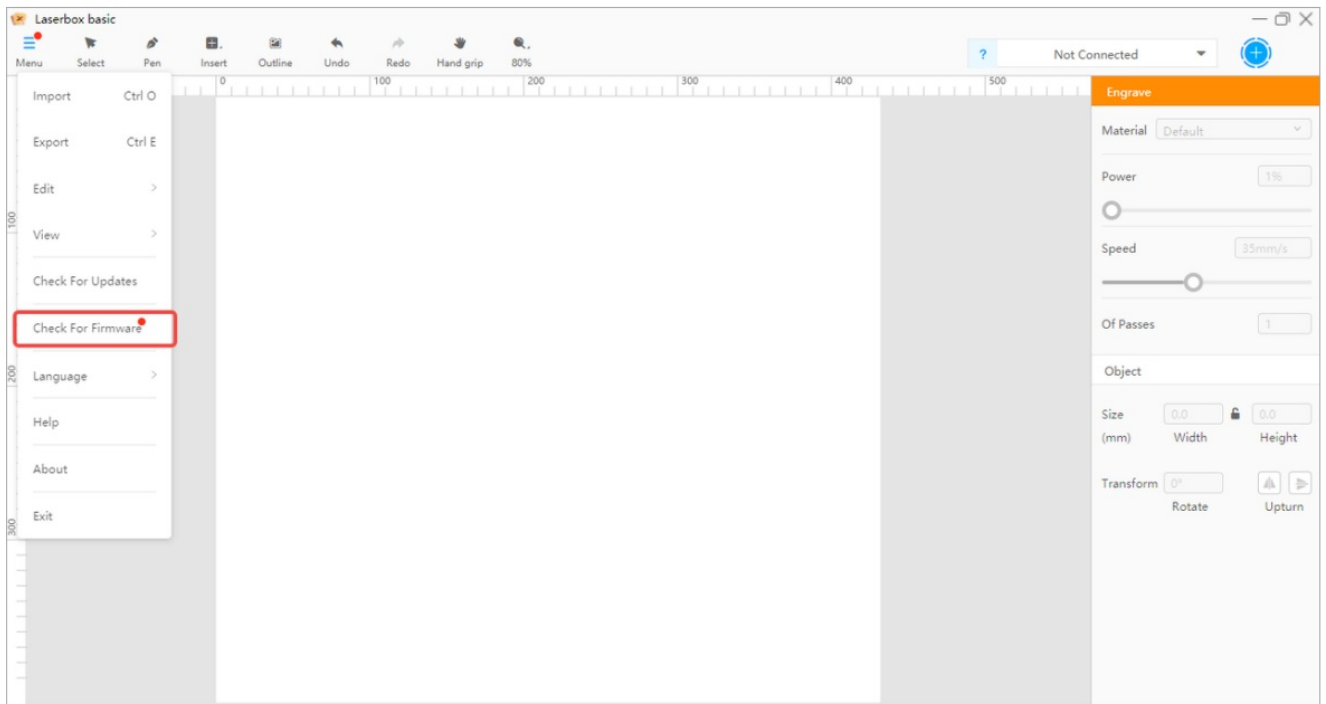 Laserbox basic
Menu Select Pen Insert Outline Undo Redo Hand grip 80%
? Not Connected
0 100 200 300 400 500
Import Ctrl O
Export Ctrl E
Edit >
View >
Check For Updates
Check For Firmware
Language >
Help
About
Exit
100
200
300
Engrave
Material Default
Power 1%
Speed 35mm/s
Of Passes 1
Object
Size 0.0 0.0
(mm) Width Height
Transform 0°
Rotate Upturn